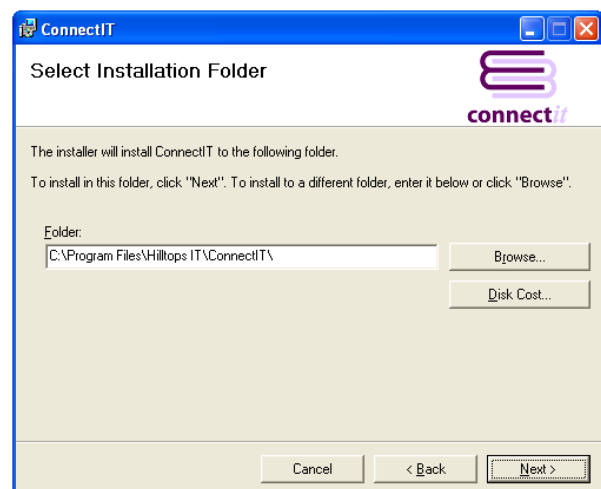 ConnectIT
Select Installation Folder
connectit
The installer will install ConnectIT to the following folder.
To install in this folder, click "Next". To install to a different folder, enter it below or click "Browse".
Folder:
C:\Program Files\Hilltops IT\ConnectIT\
Browse...
Disk Cost...
Cancel
< Back
Next >